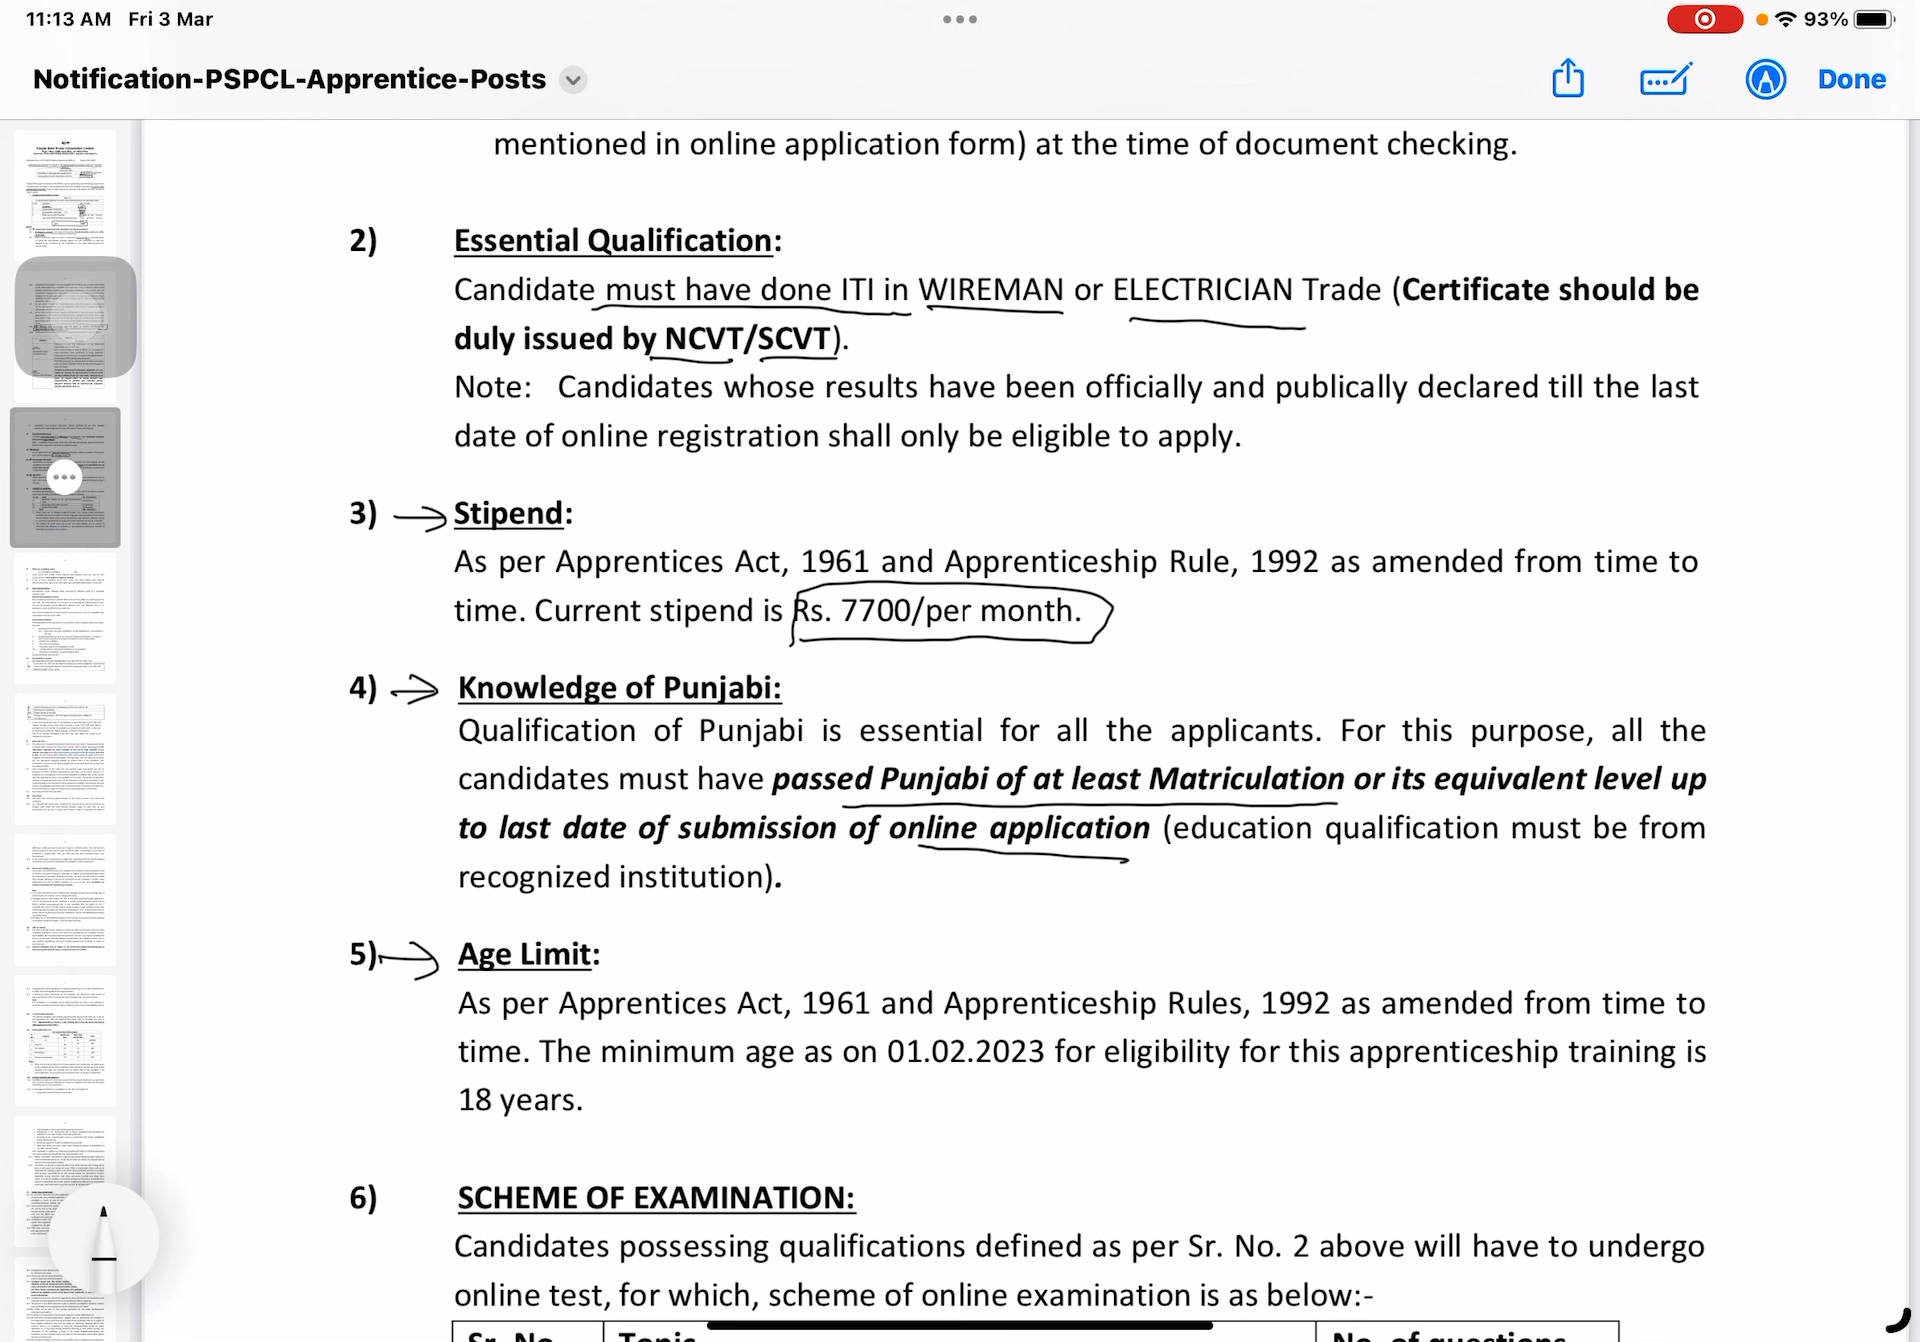 11:13 AM Fri 3 Mar
93%
Notification-PSPCL-Apprentice-Posts
Done
mentioned in online application form) at the time of document checking.
2) Essential Qualification:
Candidate must have done ITI in WIREMAN or ELECTRICIAN Trade (Certificate should be
duly issued by NCVT/SCVT).
Note: Candidates whose results have been officially and publically declared till the last
date of online registration shall only be eligible to apply.
3) Stipend:
As per Apprentices Act, 1961 and Apprenticeship Rule, 1992 as amended from time to
time. Current stipend is Rs. 7700/per month.
4) Knowledge of Punjabi:
Qualification of Punjabi is essential for all the applicants. For this purpose, all the
candidates must have passed Punjabi of at least Matriculation or its equivalent level up
to last date of submission of online application (education qualification must be from
recognized institution).
5) Age Limit:
As per Apprentices Act, 1961 and Apprenticeship Rules, 1992 as amended from time to
time. The minimum age as on 01.02.2023 for eligibility for this apprenticeship training is
18 years.
6) SCHEME OF EXAMINATION:
Candidates possessing qualifications defined as per Sr. No. 2 above will have to undergo
online test, for which, scheme of online examination is as below:-
Sr. No. Topic No. of questions